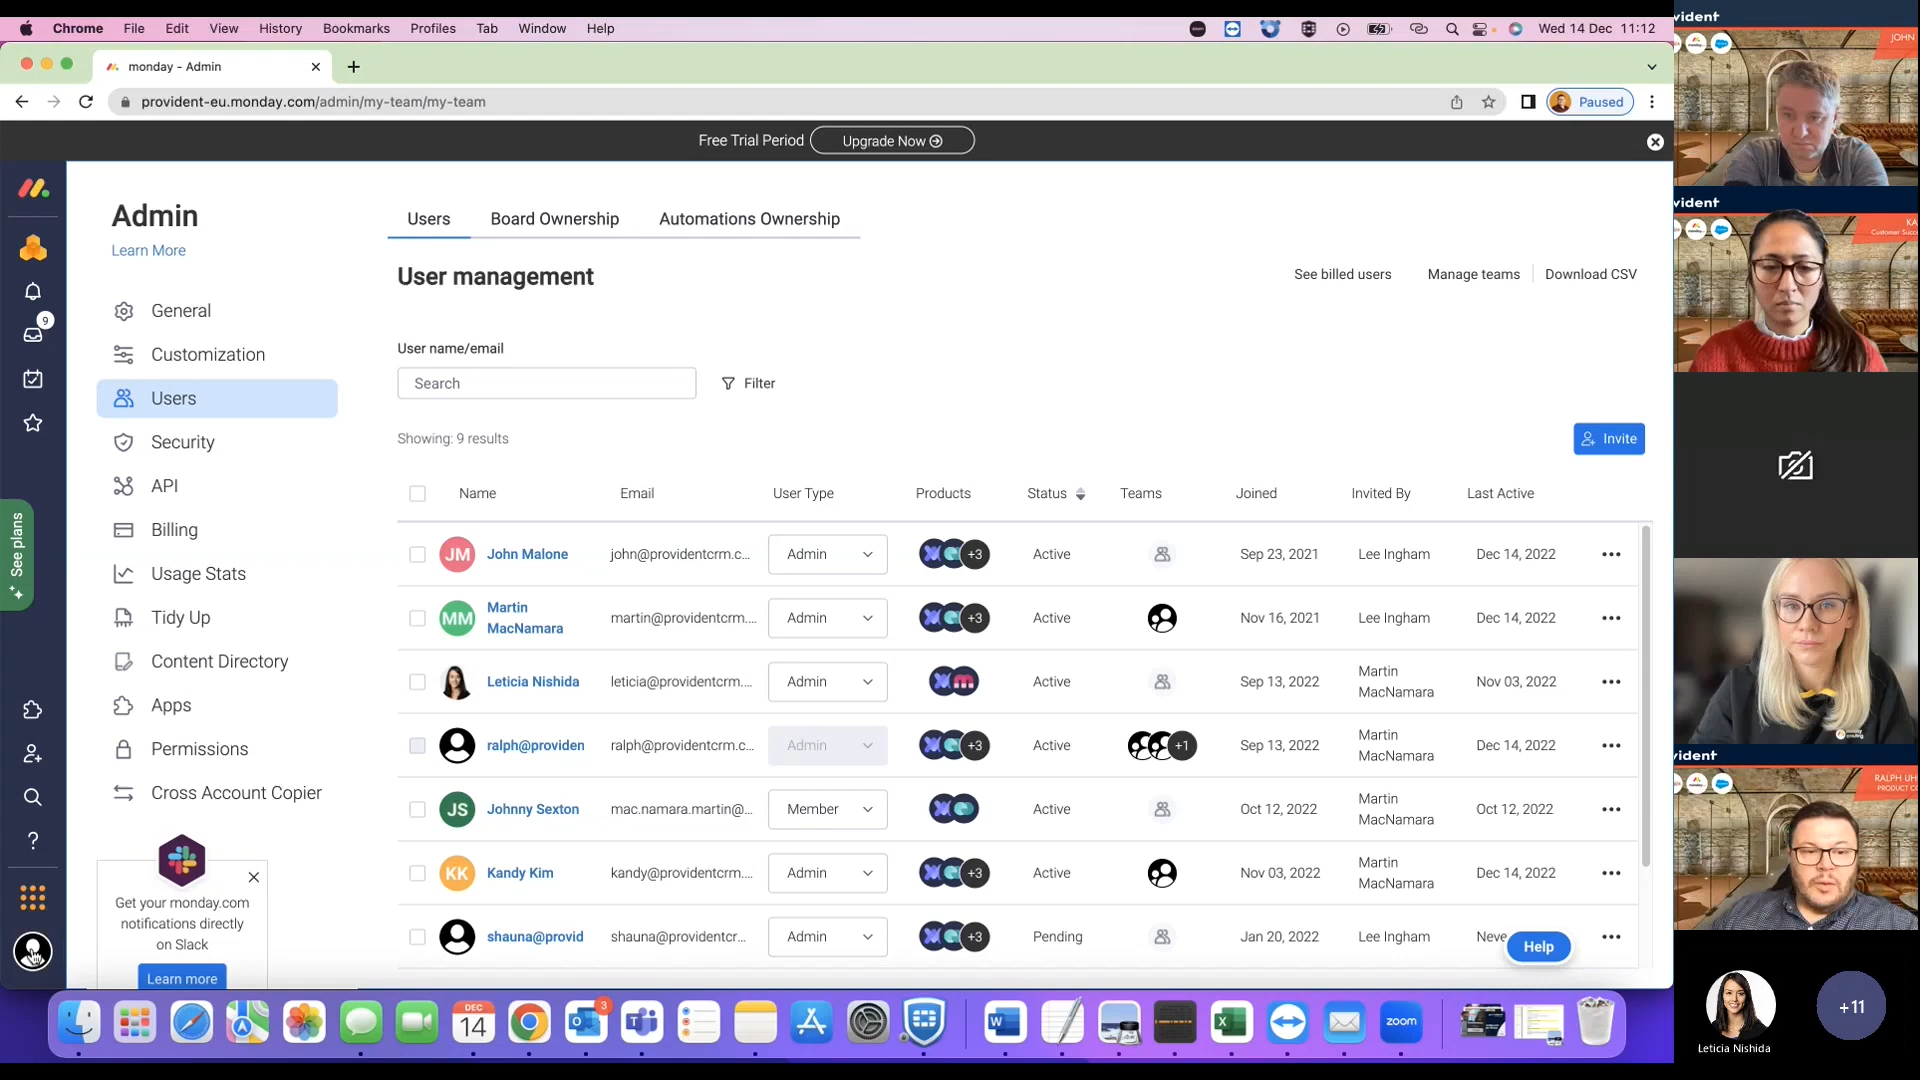 Chrome File Edit View History Bookmarks Profiles Tab Window Help
Wed 14 Dec 11:12
monday - Admin
provident-eu.monday.com/admin/my-team/my-team
Paused
Free Trial Period
Upgrade Now
Admin
Learn More
General
Customization
Users
Security
API
Billing
Usage Stats
Tidy Up
Content Directory
Apps
Permissions
Cross Account Copier
Get your monday.com
notifications directly
on Slack
Learn more
See plans
9
Users Board Ownership Automations Ownership
User management
See billed users Manage teams Download CSV
User name/email
Search
Filter
Showing: 9 results
Invite
Name Email User Type Products Status Teams Joined Invited By Last Active
JM John Malone john@providentcrm.c... Admin +3 Active Sep 23, 2021 Lee Ingham Dec 14, 2022
MM Martin MacNamara martin@providentcrm.... Admin +3 Active Nov 16, 2021 Lee Ingham Dec 14, 2022
Leticia Nishida leticia@providentcrm.... Admin Active Sep 13, 2022 Martin MacNamara Nov 03, 2022
ralph@providen ralph@providentcrm.c... Admin +3 Active +1 Sep 13, 2022 Martin MacNamara Dec 14, 2022
JS Johnny Sexton mac.namara.martin@... Member Active Oct 12, 2022 Martin MacNamara Oct 12, 2022
KK Kandy Kim kandy@providentcrm.... Admin +3 Active Nov 03, 2022 Martin MacNamara Dec 14, 2022
shauna@provid shauna@providentcr... Admin +3 Pending Jan 20, 2022 Lee Ingham Neve
Help
DEC
14
3
zoom
vident
JOHN
vident
KA
Customer Succ
vident
RALPH UH
PRODUCT CO
Leticia Nishida
+11